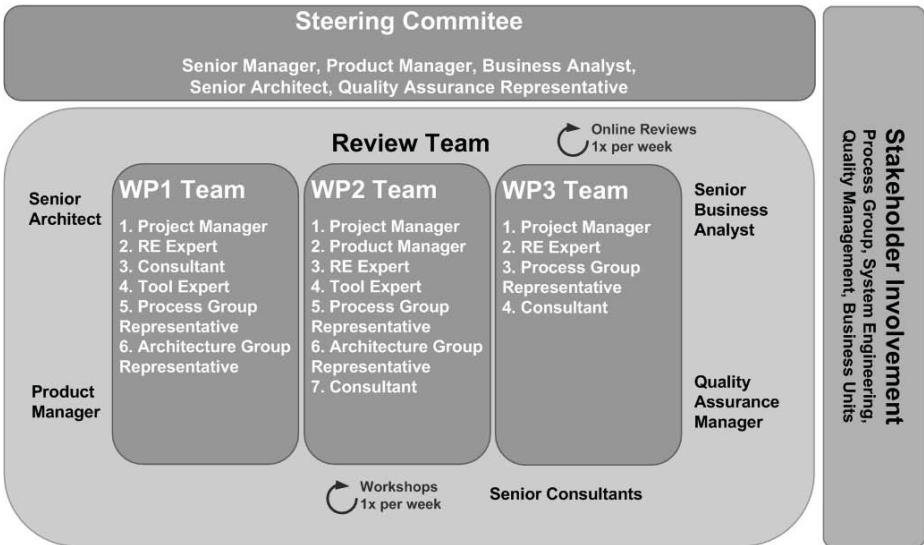 Steering Commitee
Senior Manager, Product Manager, Business Analyst,
Senior Architect, Quality Assurance Representative
Review Team
Online Reviews
1x per week
Senior
Architect
Product
Manager
WP1 Team
1. Project Manager
2. RE Expert
3. Consultant
4. Tool Expert
5. Process Group
Representative
6. Architecture Group
Representative
WP2 Team
1. Project Manager
2. Product Manager
3. RE Expert
4. Tool Expert
5. Process Group
Representative
6. Architecture Group
Representative
7. Consultant
WP3 Team
1. Project Manager
2. RE Expert
3. Process Group
Representative
4. Consultant
Senior
Business
Analyst
Quality
Assurance
Manager
Workshops
1x per week
Senior Consultants
Stakeholder Involvement
Process Group, System Engineering,
Quality Management, Business Units